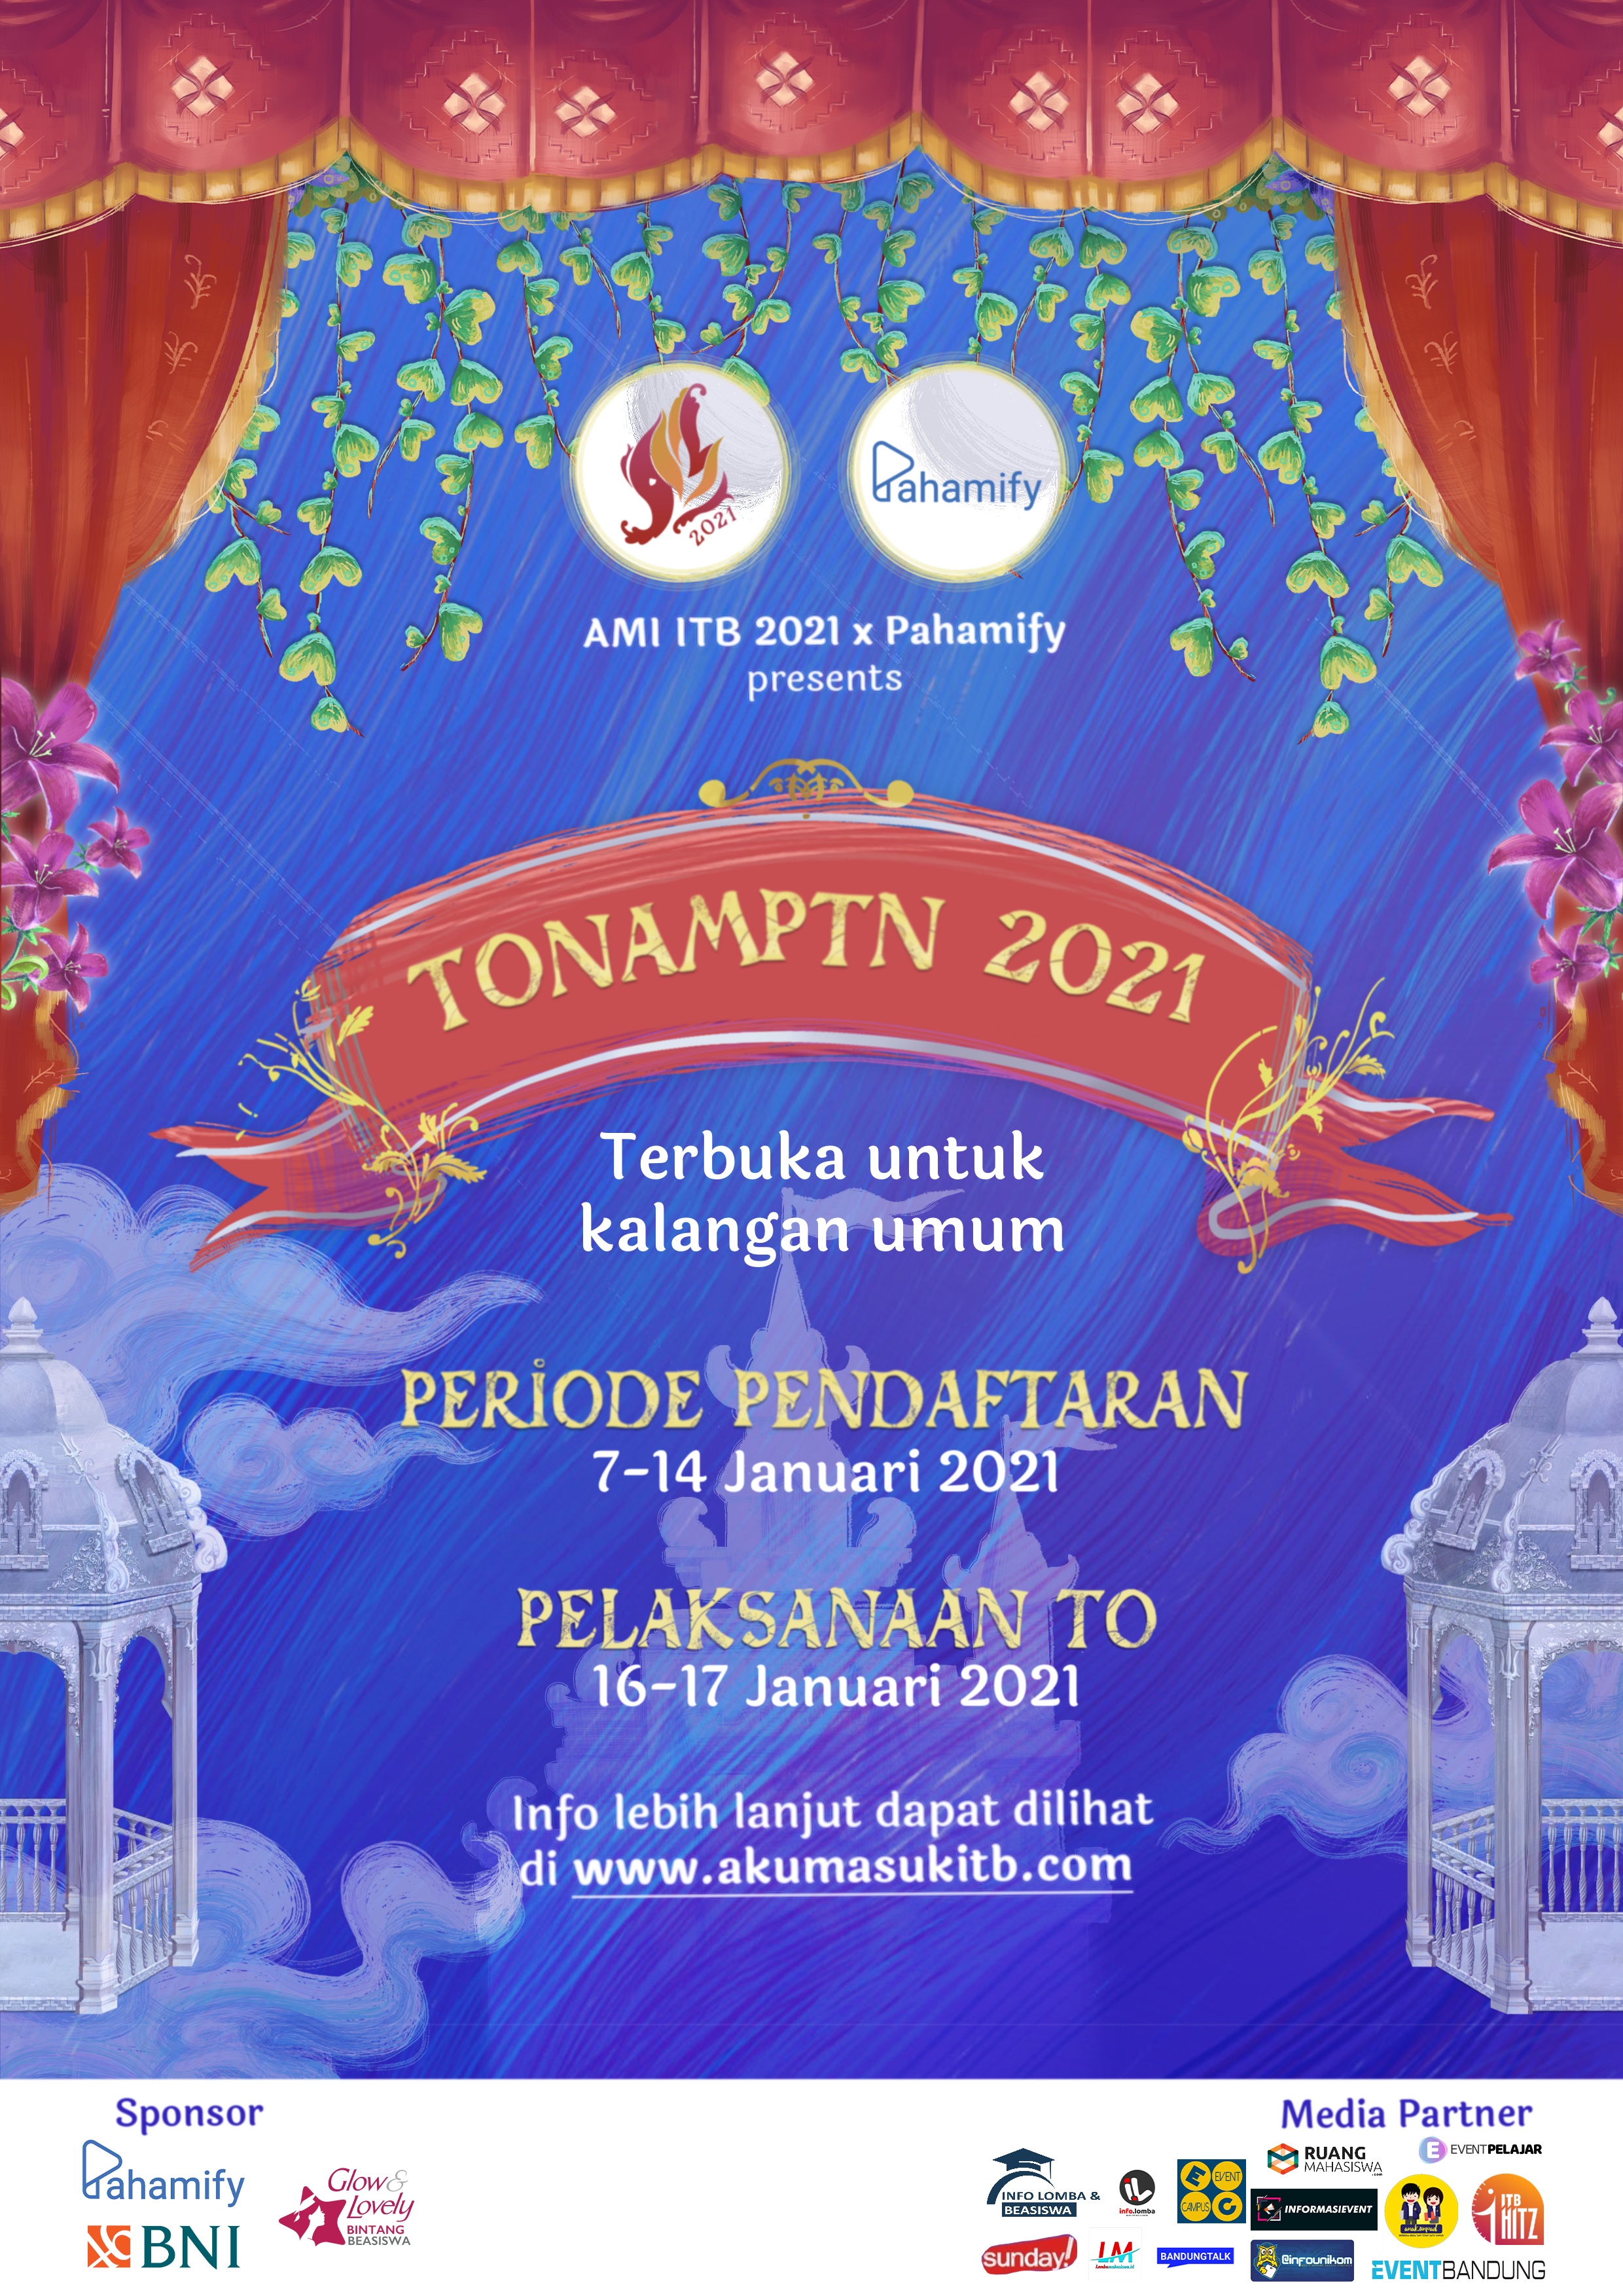 2021
Pahamify
AMI ITB 2021 x Pahamify
presents
TONAMPTN 2021
Terbuka untuk
kalangan umum
PERIODE PENDAFTARAN
7-14 Januari 2021
PELAKSANAAN TO
16-17 Januari 2021
Info lebih lanjut dapat dilihat
di www.akumasukitb.com
Sponsor
Pahamify
BNI
Glow &
Lovely
BINTANG
BEASISWA
Media Partner
INFO LOMBA &
BEASISWA
iL
info.lomba
E EVENT
CAMPUS C
RUANG
MAHASISWA
.com
E EVENTPELAJAR
INFORMASIEVENT
ITB
HITZ
sunday!
LM
BANDUNGTALK
@infounikom
EVENTBANDUNG